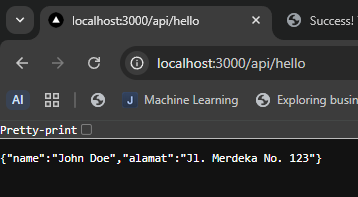 localhost:3000/api/hello
Success!
localhost:3000/api/hello
AI
J Machine Learning
Exploring busin
Pretty-print
{"name":"John Doe","alamat":"Jl. Merdeka No. 123"}